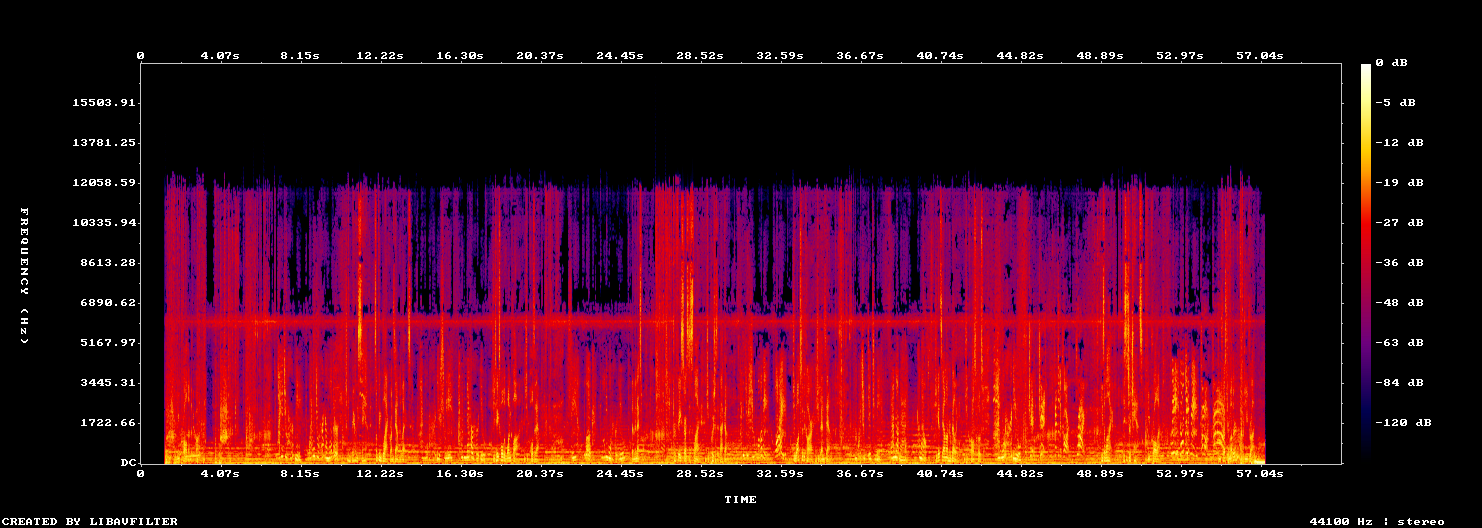 0 4.07s 8.15s 12.22s 16.30s 20.37s 24.45s 28.52s 32.59s 36.67s 40.74s 44.82s 48.89s 52.97s 57.04s
0 dB
15503.91
-5 dB
13781.25
-12 dB
12058.59
-19 dB
10335.94
-27 dB
8613.28
-36 dB
6890.62
-48 dB
5167.97
-63 dB
3445.31
-84 dB
1722.66
-120 dB
DC
FREQUENCY (HZ)
0 4.07s 8.15s 12.22s 16.30s 20.37s 24.45s 28.52s 32.59s 36.67s 40.74s 44.82s 48.89s 52.97s 57.04s
TIME
CREATED BY LIBAVFILTER
44100 Hz | stereo